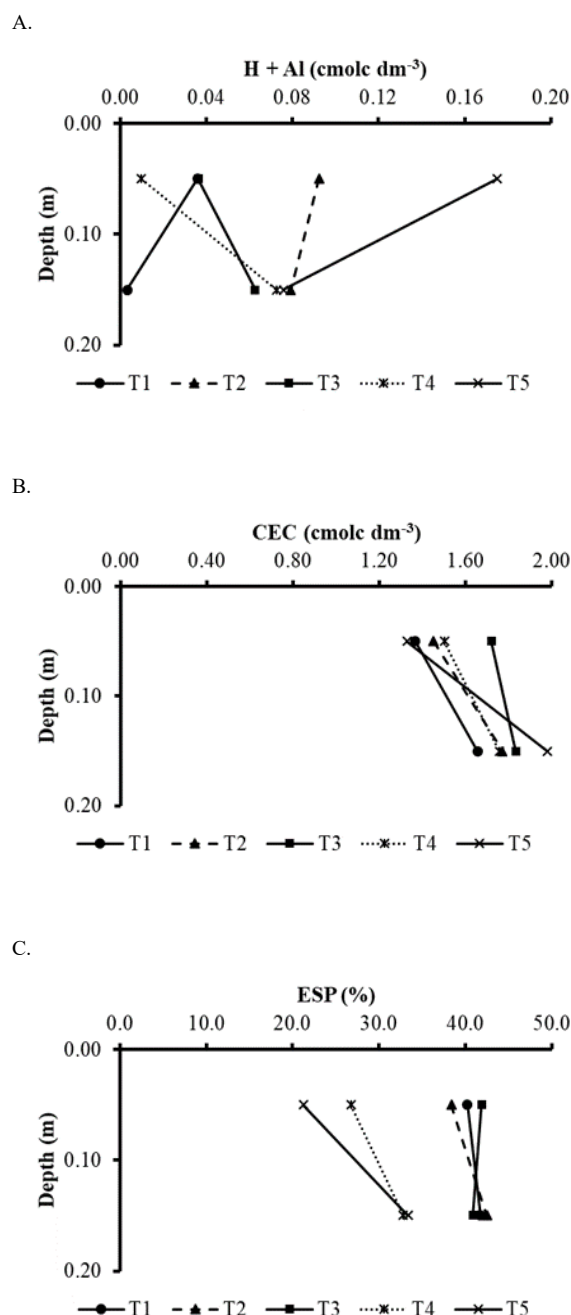 A.
H + Al (cmolc dm⁻³)
0.00 0.04 0.08 0.12 0.16 0.20
0.00
0.10
0.20
Depth (m)
T1 T2 T3 T4 T5
B.
CEC (cmolc dm⁻³)
0.00 0.40 0.80 1.20 1.60 2.00
0.00
0.10
0.20
Depth (m)
T1 T2 T3 T4 T5
C.
ESP (%)
0.0 10.0 20.0 30.0 40.0 50.0
0.00
0.10
0.20
Depth (m)
T1 T2 T3 T4 T5